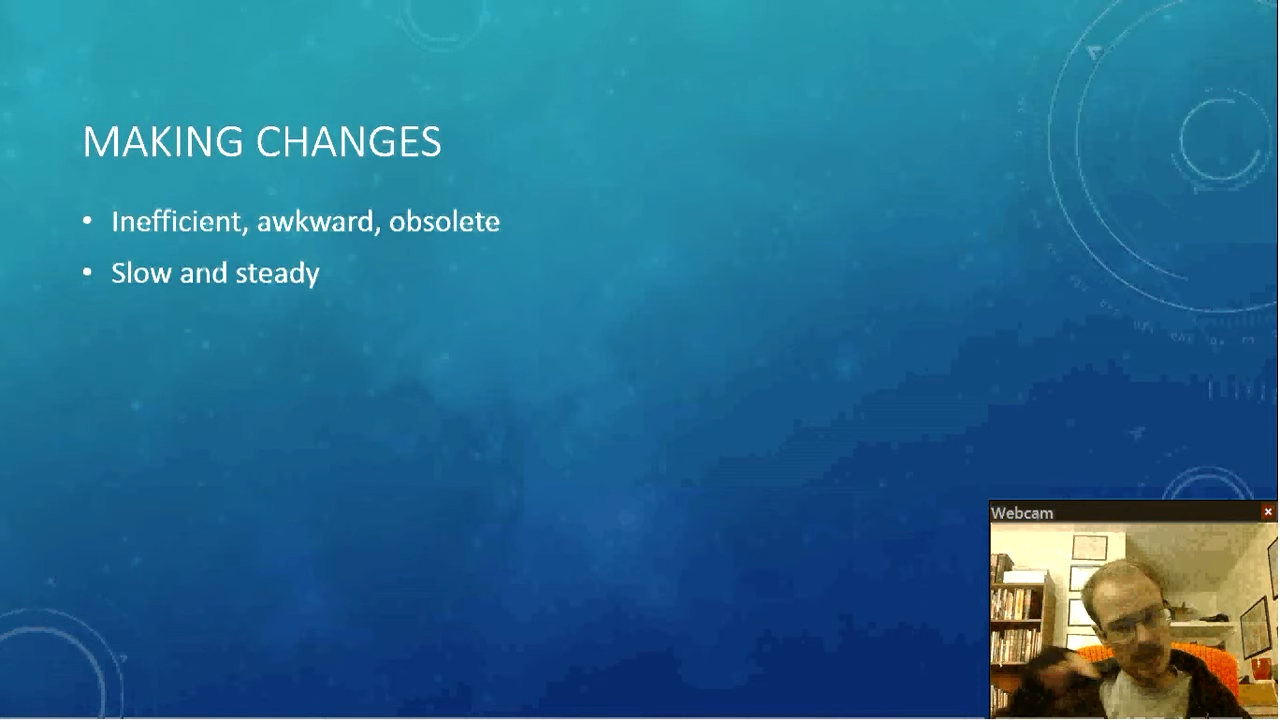 MAKING CHANGES
• Inefficient, awkward, obsolete
• Slow and steady
Webcam